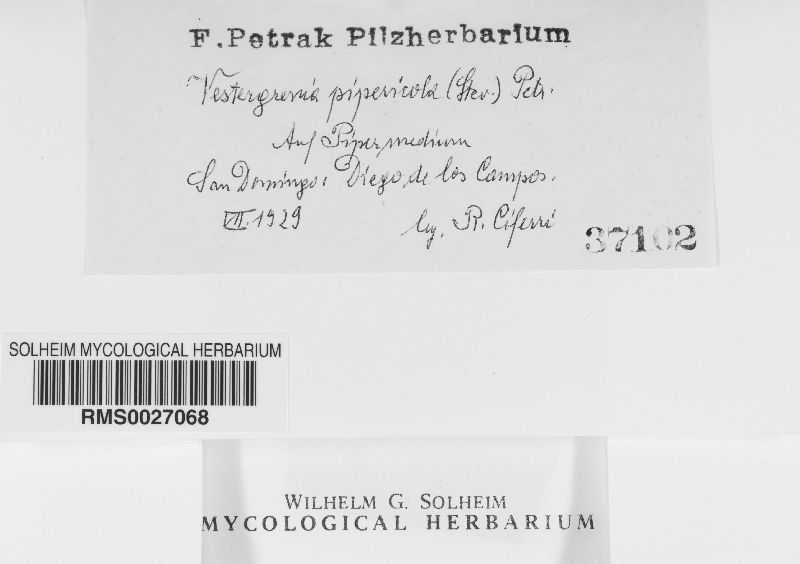 F. Petrak Pilzherbarium
Vestergrenia pipericola (Stev.) Petr.
Auf Piper medium
San Domingo: Diego de los Campos.
VII. 1929 leg. R. Ciferri
37102
SOLHEIM MYCOLOGICAL HERBARIUM
RMS0027068
WILHELM G. SOLHEIM
MYCOLOGICAL HERBARIUM